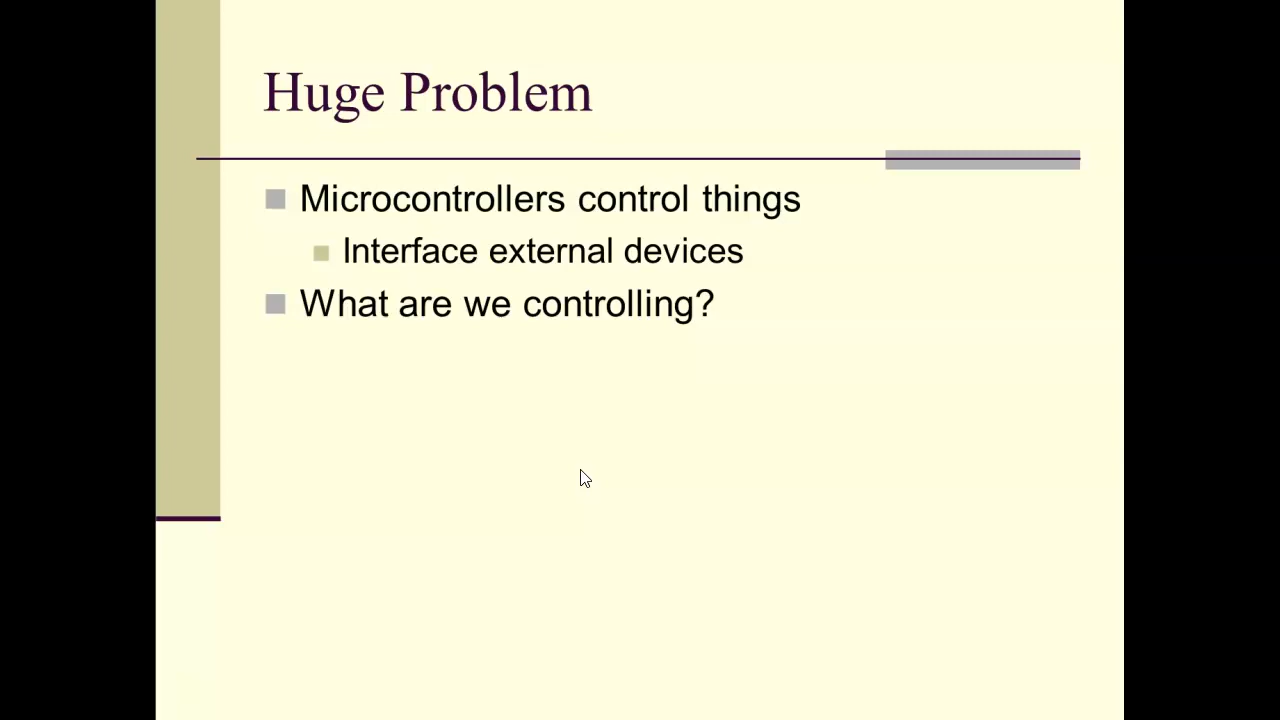 Huge Problem
Microcontrollers control things
Interface external devices
What are we controlling?